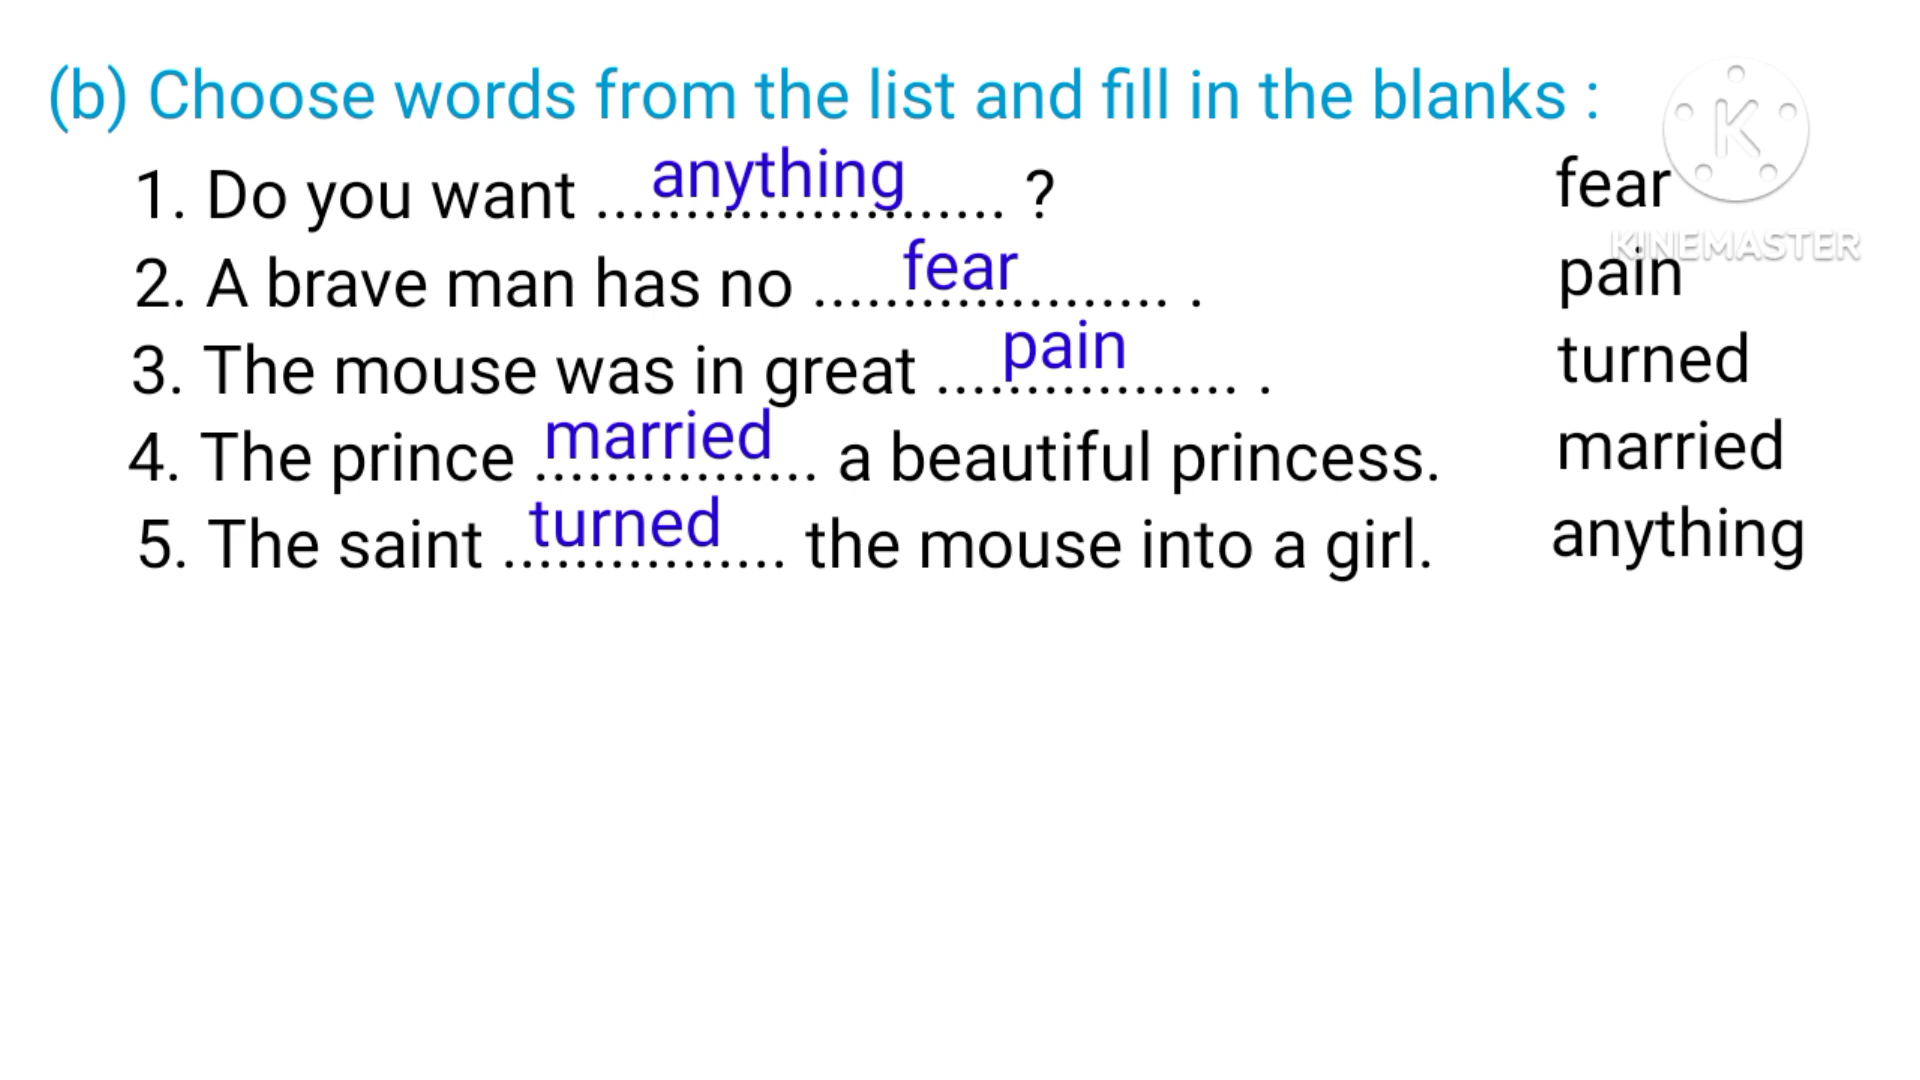 (b) Choose words from the list and fill in the blanks :
1. Do you want ....................... ?
anything
2. A brave man has no .................... .
fear
3. The mouse was in great ................. .
pain
4. The prince ................ a beautiful princess.
married
5. The saint ................ the mouse into a girl.
turned
fear
pain
turned
married
anything
K
KINEMASTER